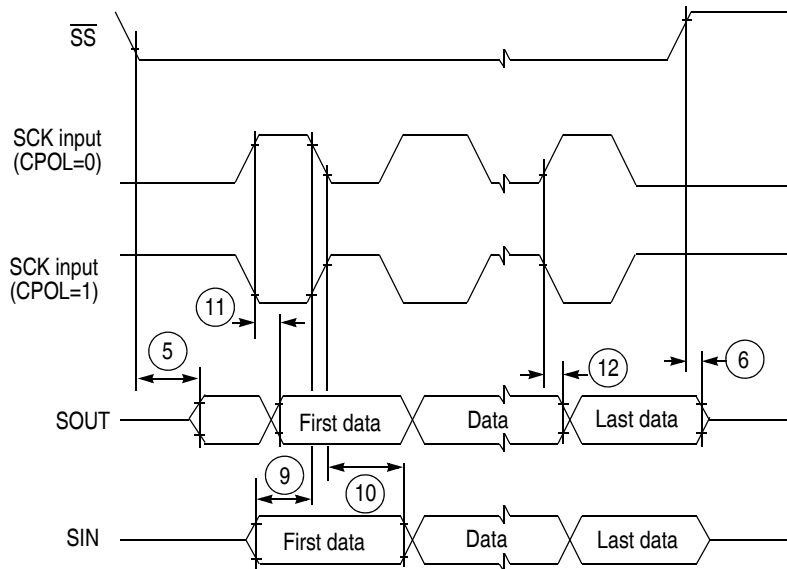 SS
SCK input
(CPOL=0)
SCK input
(CPOL=1)
11
5
12
6
SOUT
First data
Data
Last data
9
10
SIN
First data
Data
Last data